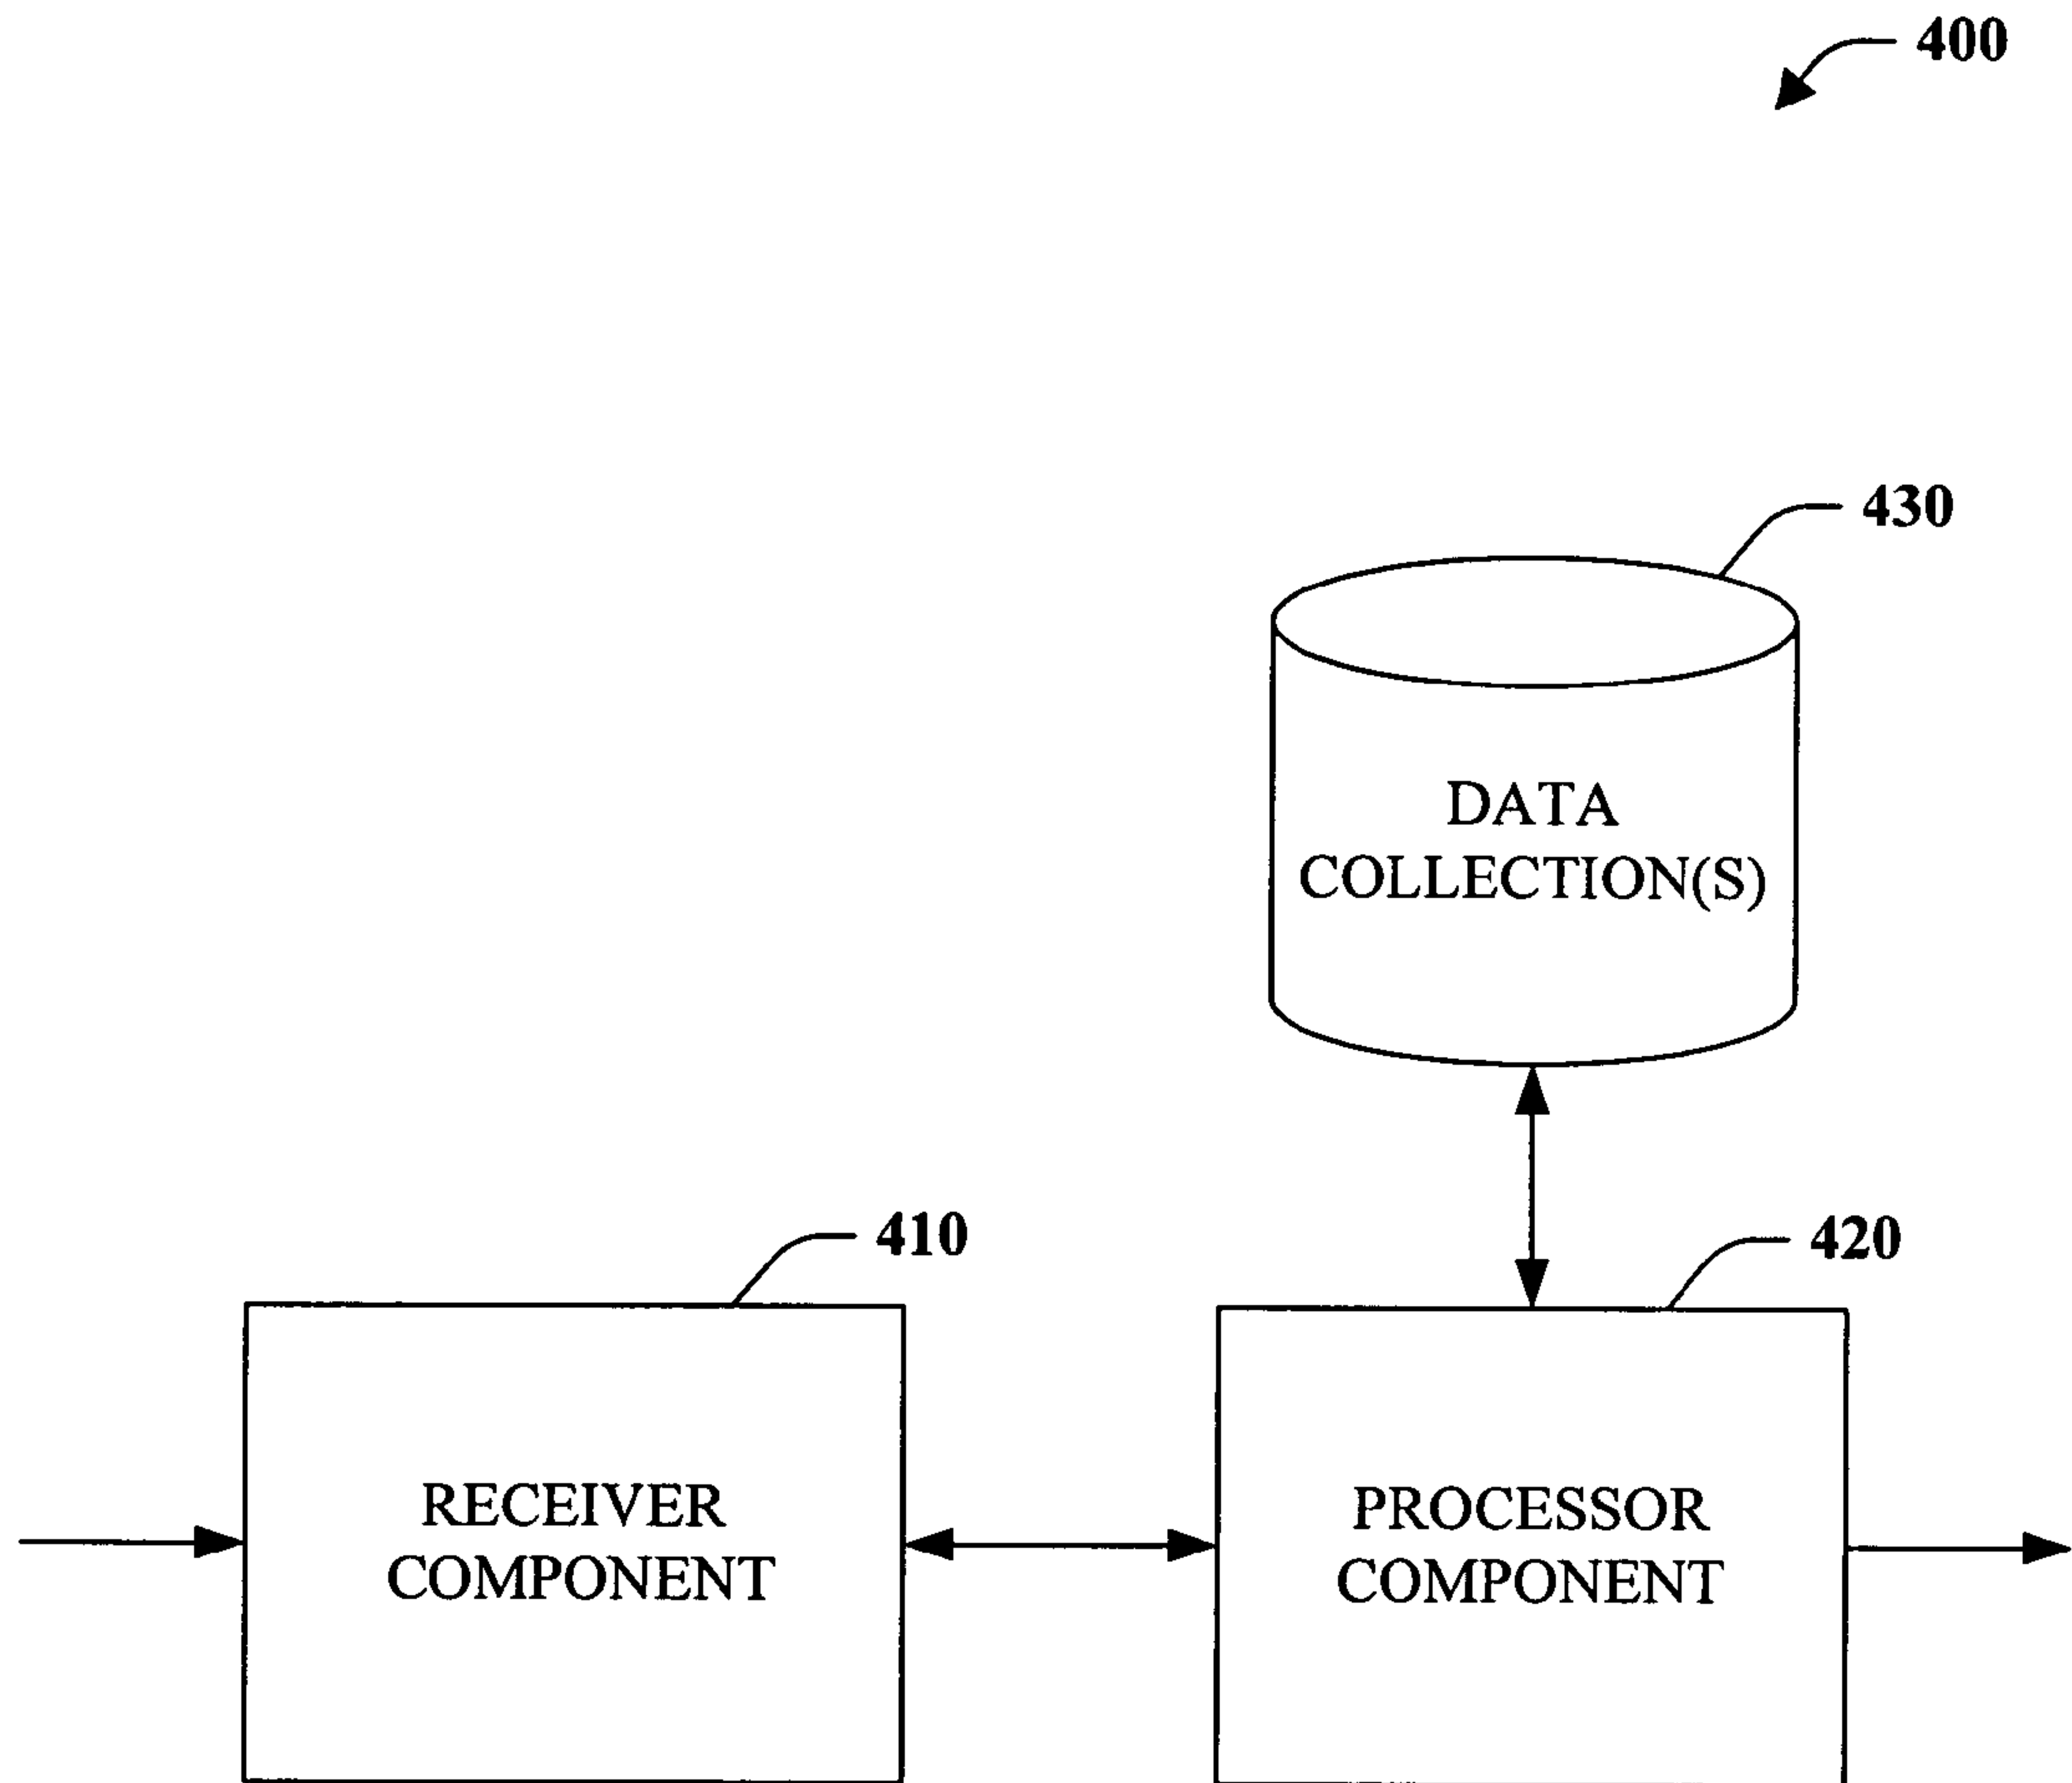 400
430
DATA
COLLECTION(S)
410
420
RECEIVER
COMPONENT
PROCESSOR
COMPONENT